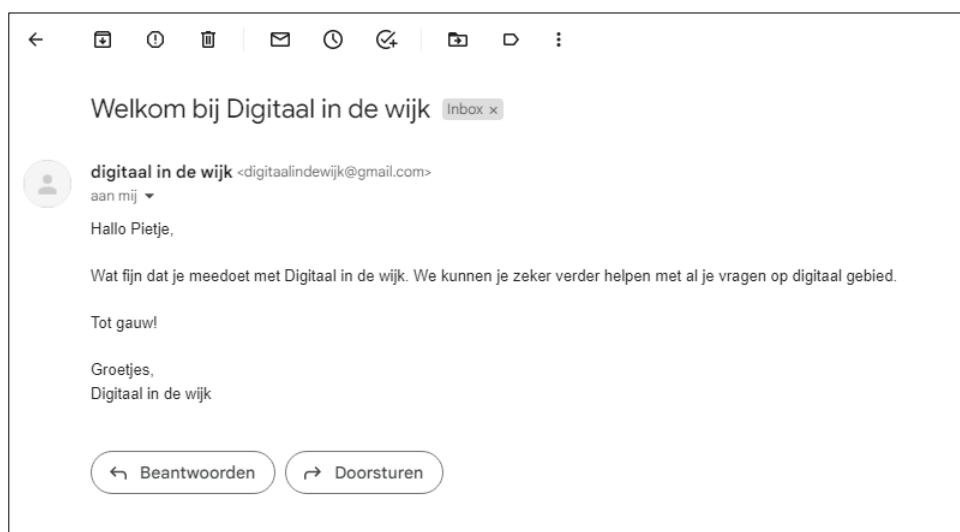 Welkom bij Digitaal in de wijk Inbox ×
digitaal in de wijk <digitaalindewijk@gmail.com>
aan mij
Hallo Pietje,
Wat fijn dat je meedoet met Digitaal in de wijk. We kunnen je zeker verder helpen met al je vragen op digitaal gebied.
Tot gauw!
Groetjes,
Digitaal in de wijk
Beantwoorden Doorsturen